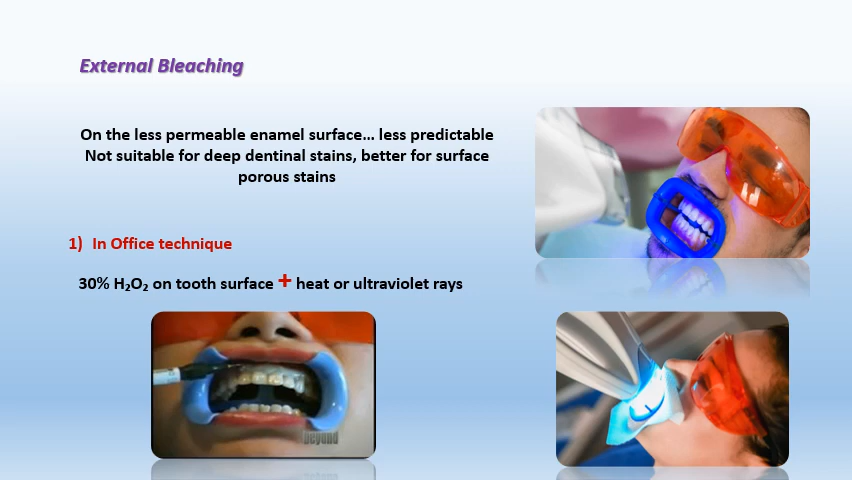 External Bleaching
On the less permeable enamel surface... less predictable
Not suitable for deep dentinal stains, better for surface
porous stains
1) In Office technique
30% H₂O₂ on tooth surface + heat or ultraviolet rays
beyond